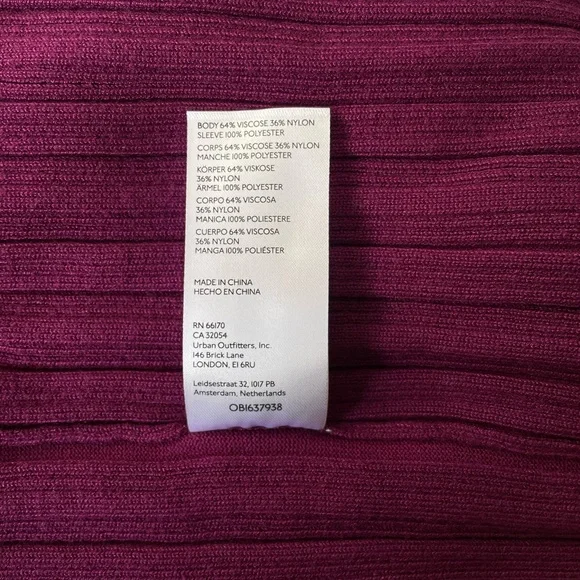 BODY 64% VISCOSE 36% NYLON
SLEEVE 100% POLYESTER
CORPS 64% VISCOSE 36% NYLON
MANCHE 100% POLYESTER
KÖRPER 64% VISKOSE
36% NYLON
ÄRMEL 100% POLYESTER
CORPO 64% VISCOSA
36% NYLON
MANICA 100% POLIESTERE
CUERPO 64% VISCOSA
36% NYLON
MANGA 100% POLIÉSTER
MADE IN CHINA
HECHO EN CHINA
RN 66170
CA 32054
Urban Outfitters, Inc.
146 Brick Lane
LONDON, E1 6RU
Leidsestraat 32, 1017 PB
Amsterdam, Netherlands
OB1637938